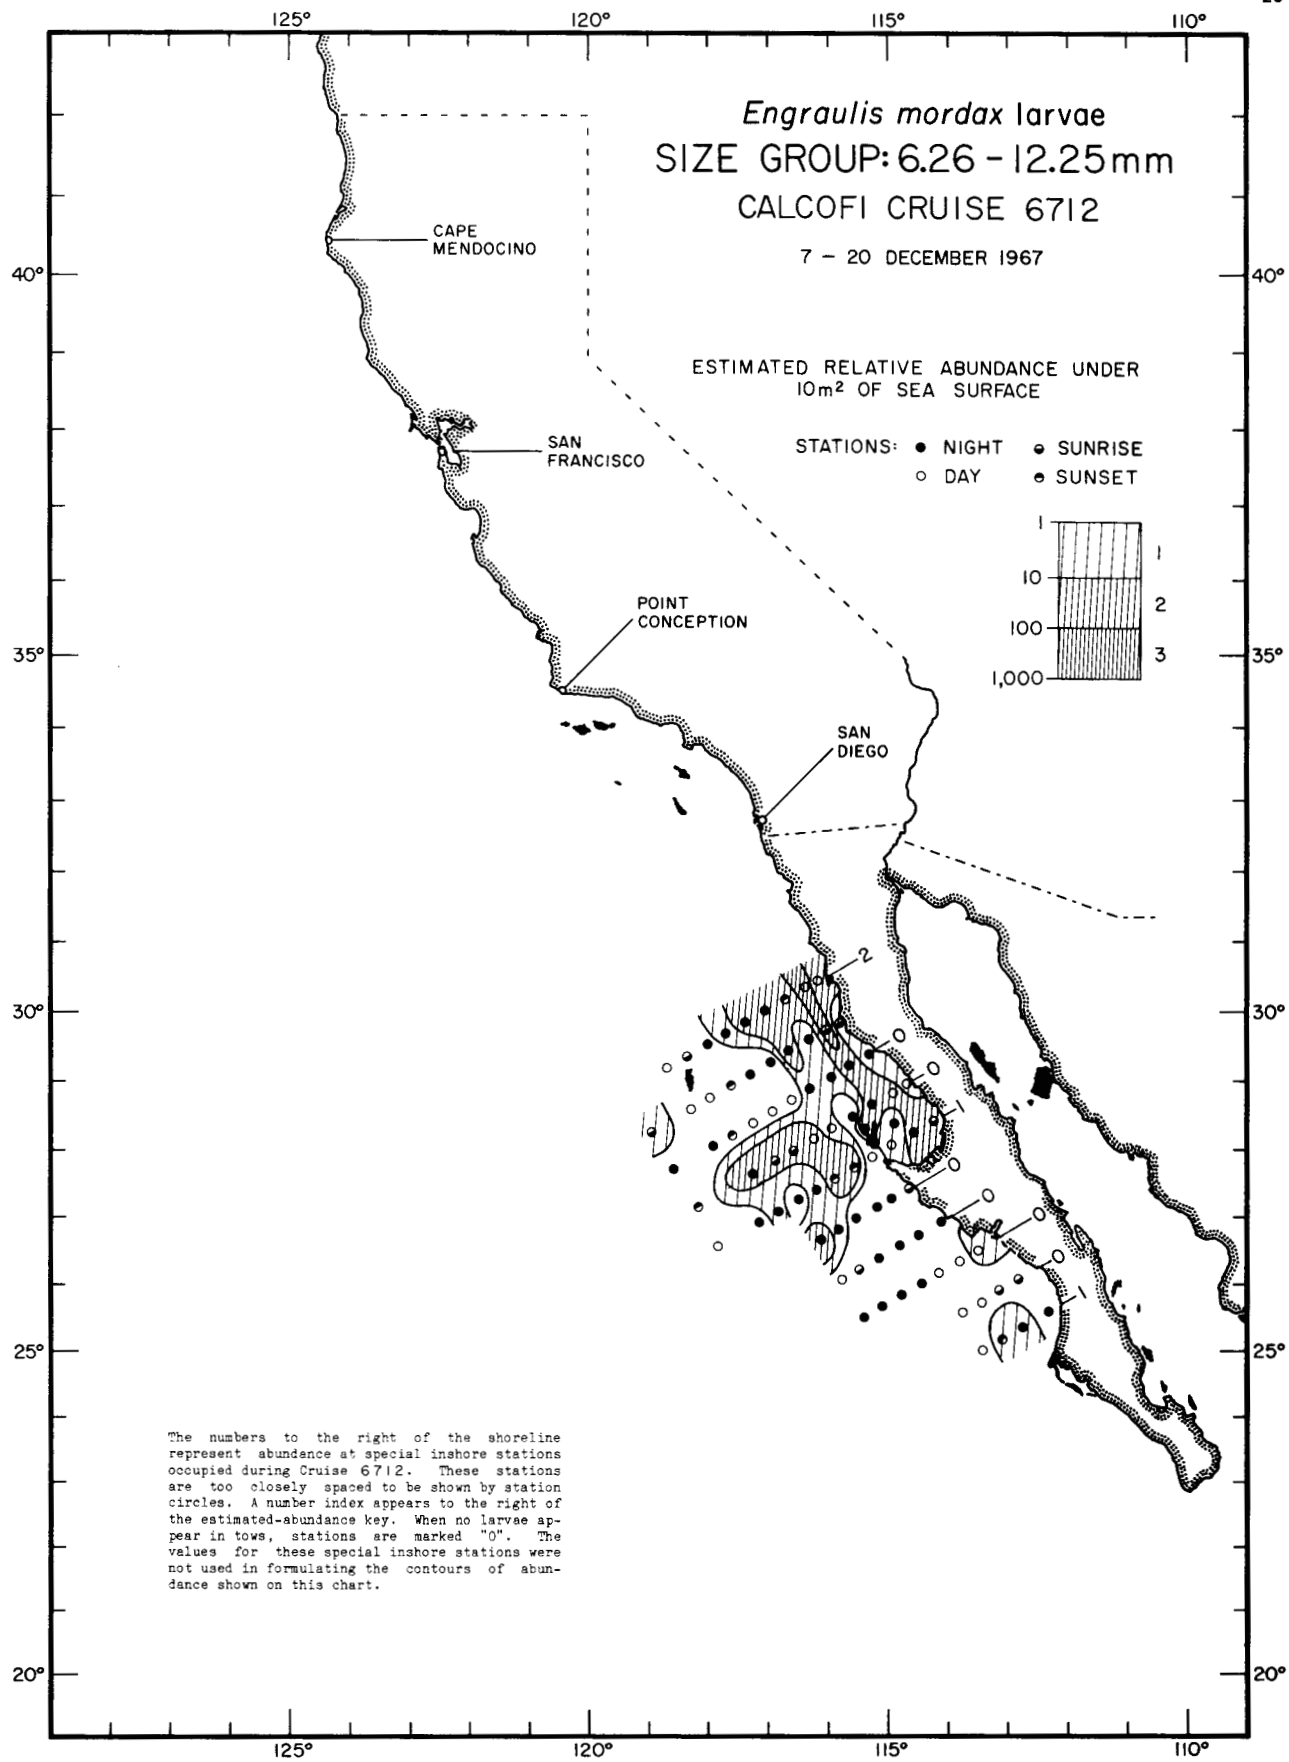 125°
120°
115°
110°
Engraulis mordax larvae
SIZE GROUP: 6.26 – 12.25mm
CALCOFI CRUISE 6712
7 – 20 DECEMBER 1967
CAPE
MENDOCINO
40°
40°
ESTIMATED RELATIVE ABUNDANCE UNDER
10m² OF SEA SURFACE
STATIONS: ● NIGHT SUNRISE
○ DAY SUNSET
SAN
FRANCISCO
1
1
10
2
100
3
1,000
POINT
CONCEPTION
35°
35°
SAN
DIEGO
2
30°
30°
0
0
1
0
0
0
0
1
25°
25°
The numbers to the right of the shoreline
represent abundance at special inshore stations
occupied during Cruise 6712. These stations
are too closely spaced to be shown by station
circles. A number index appears to the right of
the estimated-abundance key. When no larvae ap-
pear in tows, stations are marked "0". The
values for these special inshore stations were
not used in formulating the contours of abun-
dance shown on this chart.
20°
20°
125°
120°
115°
110°